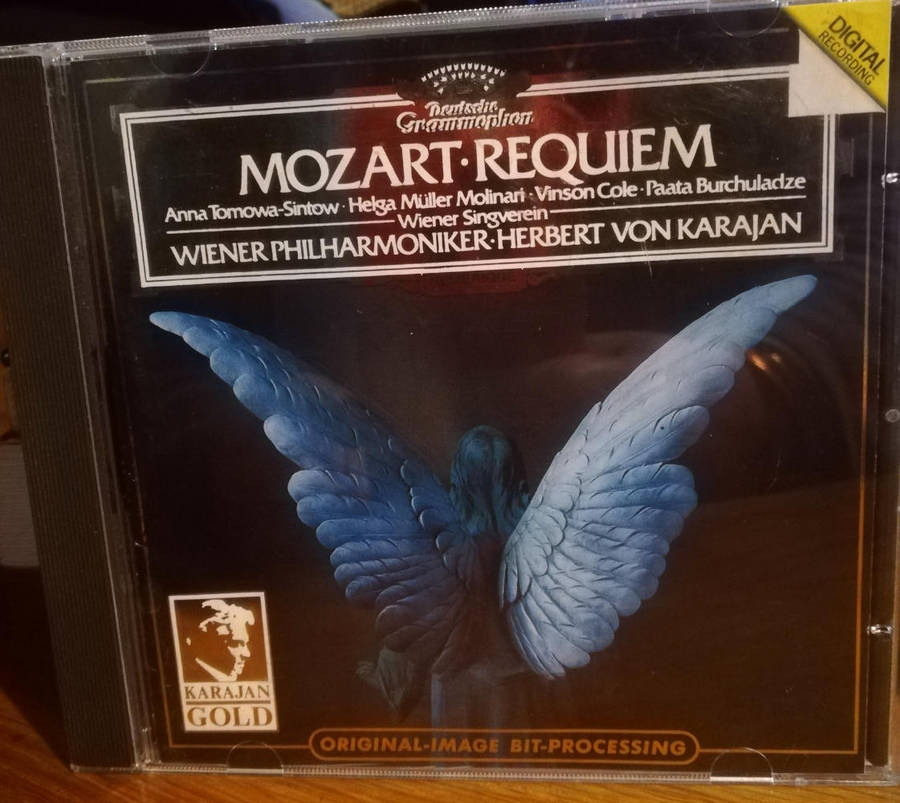 DIGITAL
RECORDING
Deutsche
Grammophon
MOZART·REQUIEM
Anna Tomowa-Sintow·Helga Müller Molinari·Vinson Cole·Paata Burchuladze
Wiener Singverein
WIENER PHILHARMONIKER·HERBERT VON KARAJAN
KARAJAN
GOLD
ORIGINAL-IMAGE BIT-PROCESSING